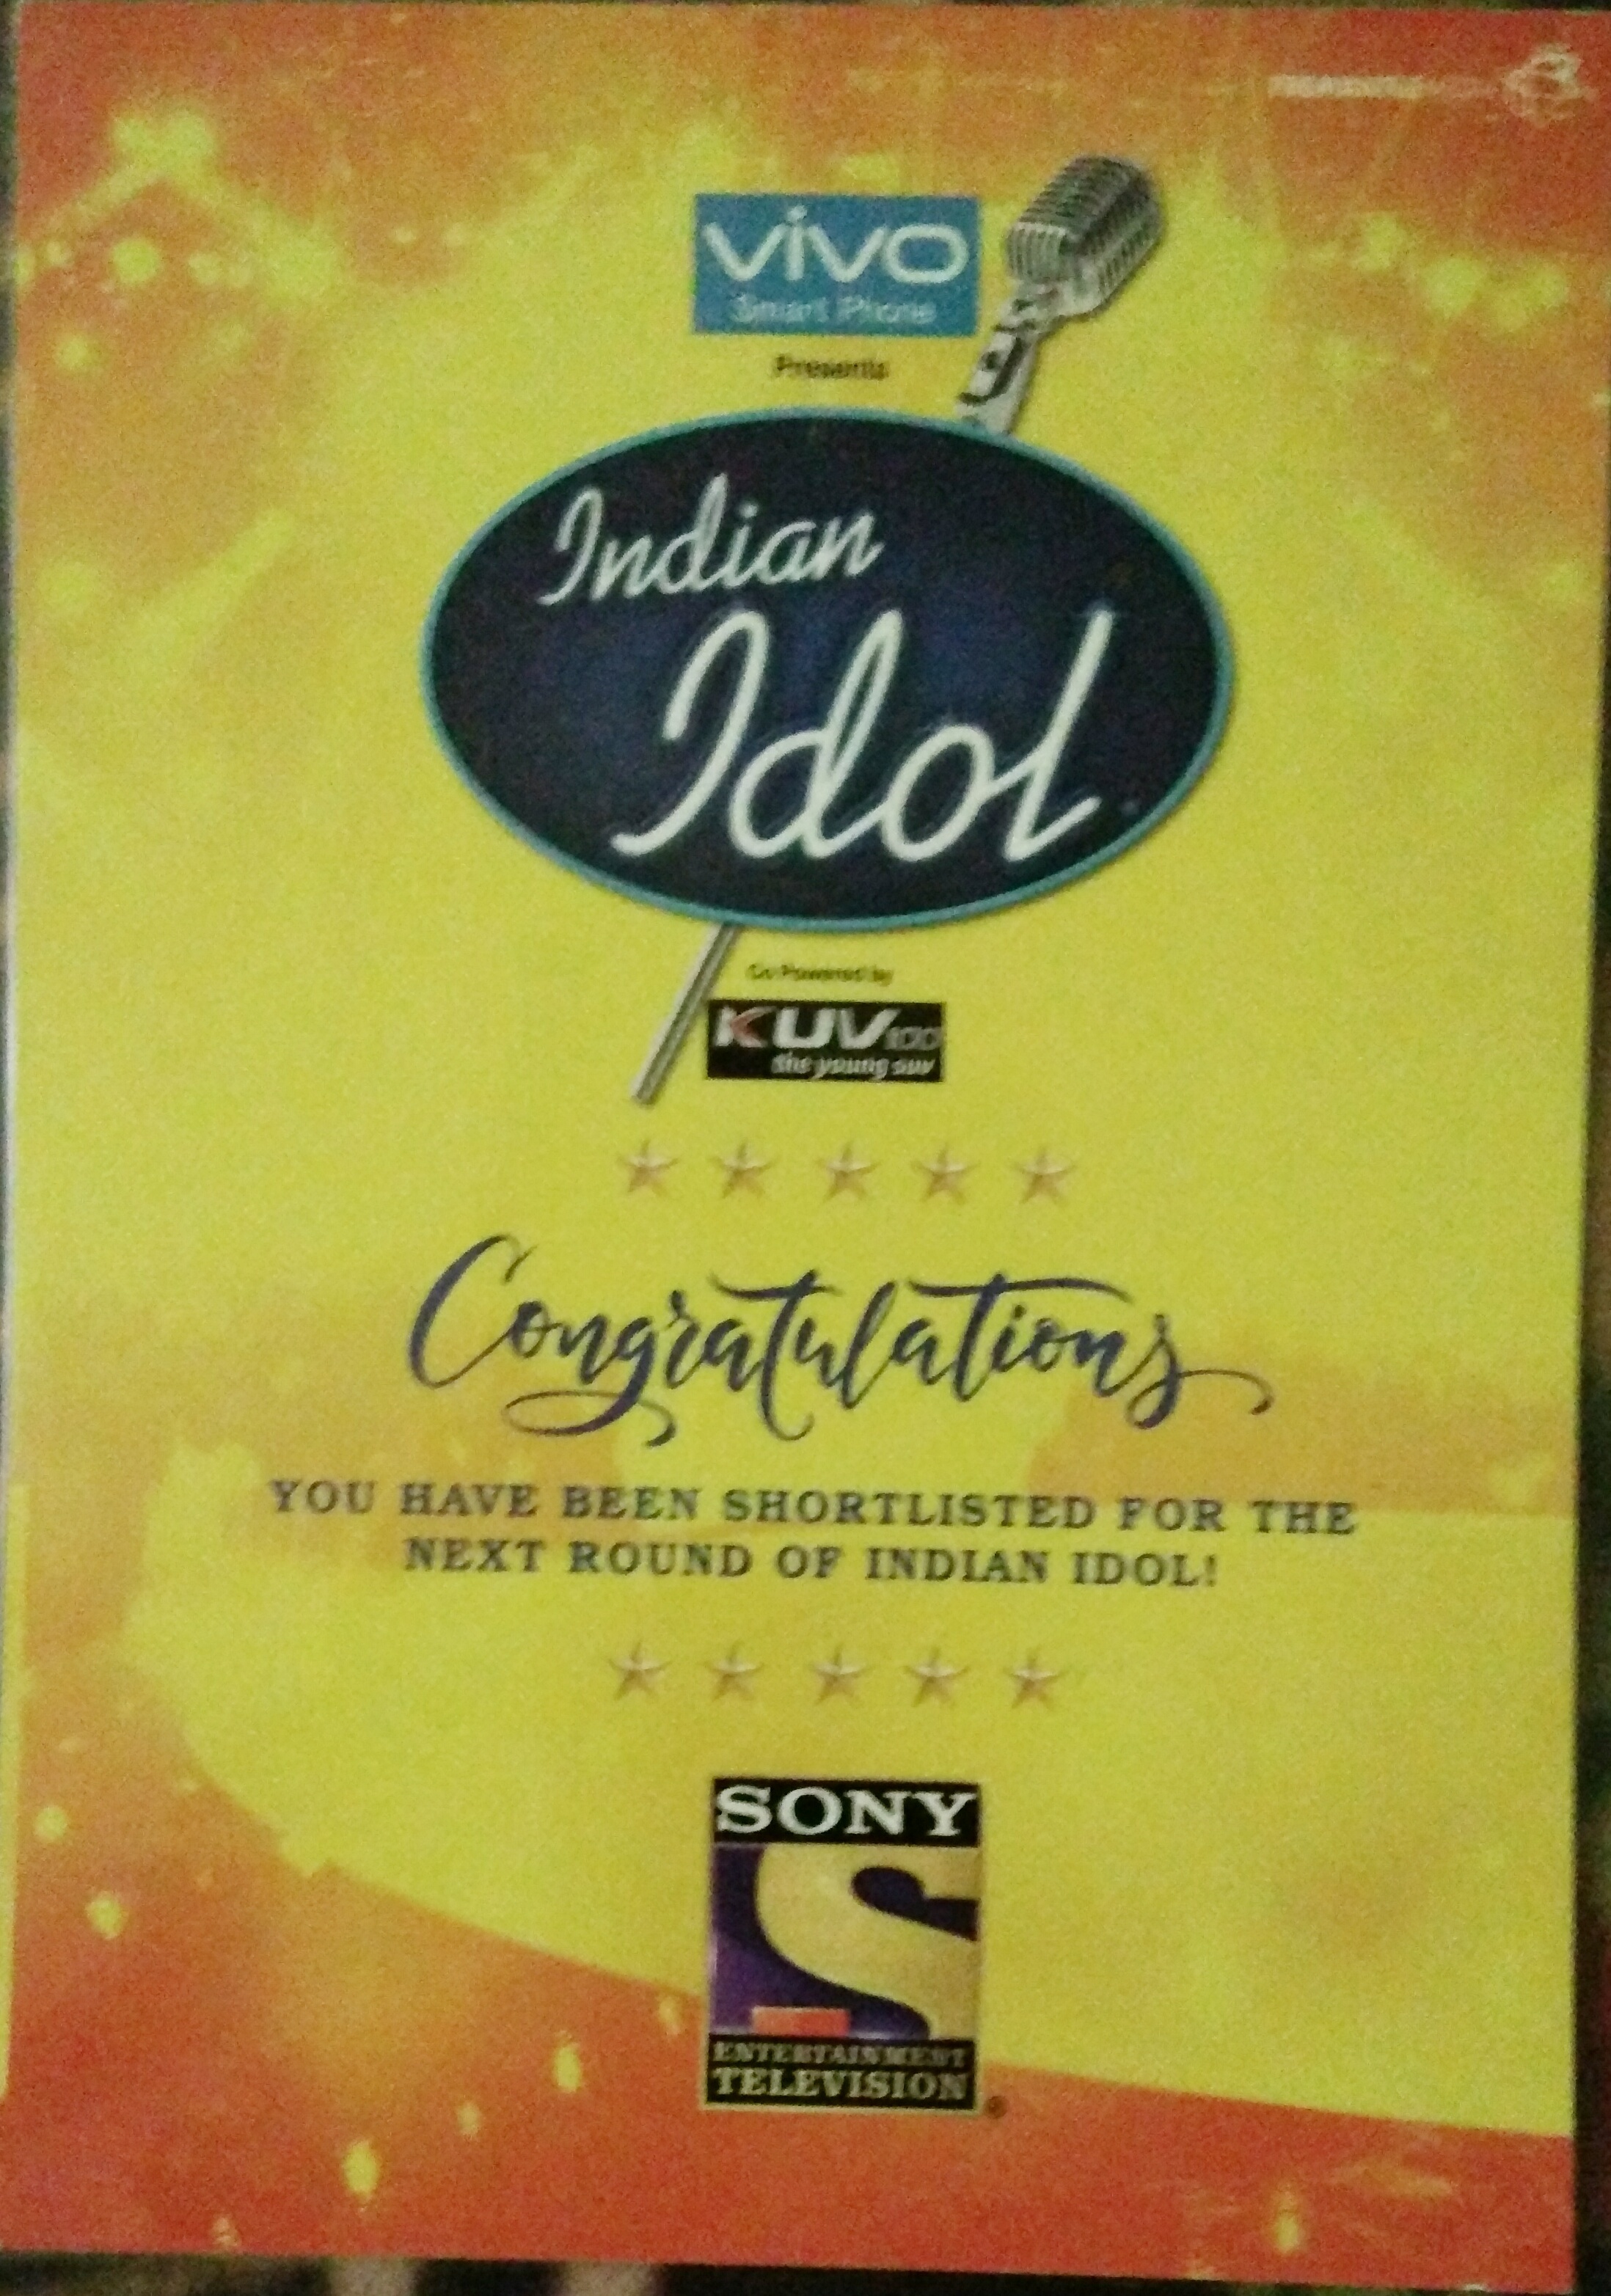 vivo
Smart Phone
Presents
Indian
Idol
Co Powered by
KUV100
the young suv
Congratulations
YOU HAVE BEEN SHORTLISTED FOR THE
NEXT ROUND OF INDIAN IDOL!
SONY
ENTERTAINMENT
TELEVISION